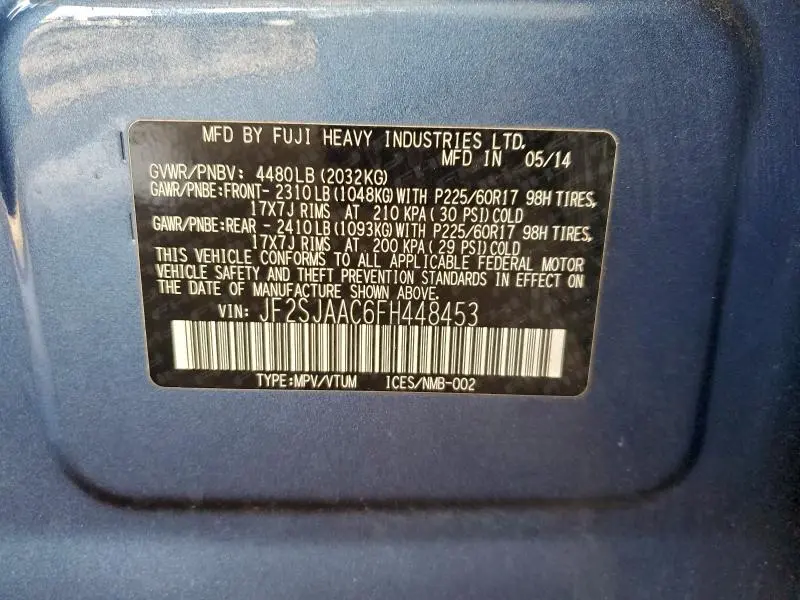 MFD BY FUJI HEAVY INDUSTRIES LTD.
MFD IN 05/14
GVWR/PNBV: 4480LB(2032KG)
GAWR/PNBE:FRONT- 2310LB(1048KG)WITH P225/60R17 98H TIRES,
17X7J RIMS AT 210 KPA( 30 PSI)COLD
GAWR/PNBE:REAR - 2410LB(1093KG)WITH P225/60R17 98H TIRES,
17X7J RIMS AT 200 KPA( 29 PSI)COLD
THIS VEHICLE CONFORMS TO ALL APPLICABLE FEDERAL MOTOR
VEHICLE SAFETY AND THEFT PREVENTION STANDARDS IN EFFECT ON
THE DATE OF MANUFACTURE SHOWN ABOVE.
VIN: JF2SJAAC6FH448453
TYPE:MPV/VTUM ICES/NMB-002